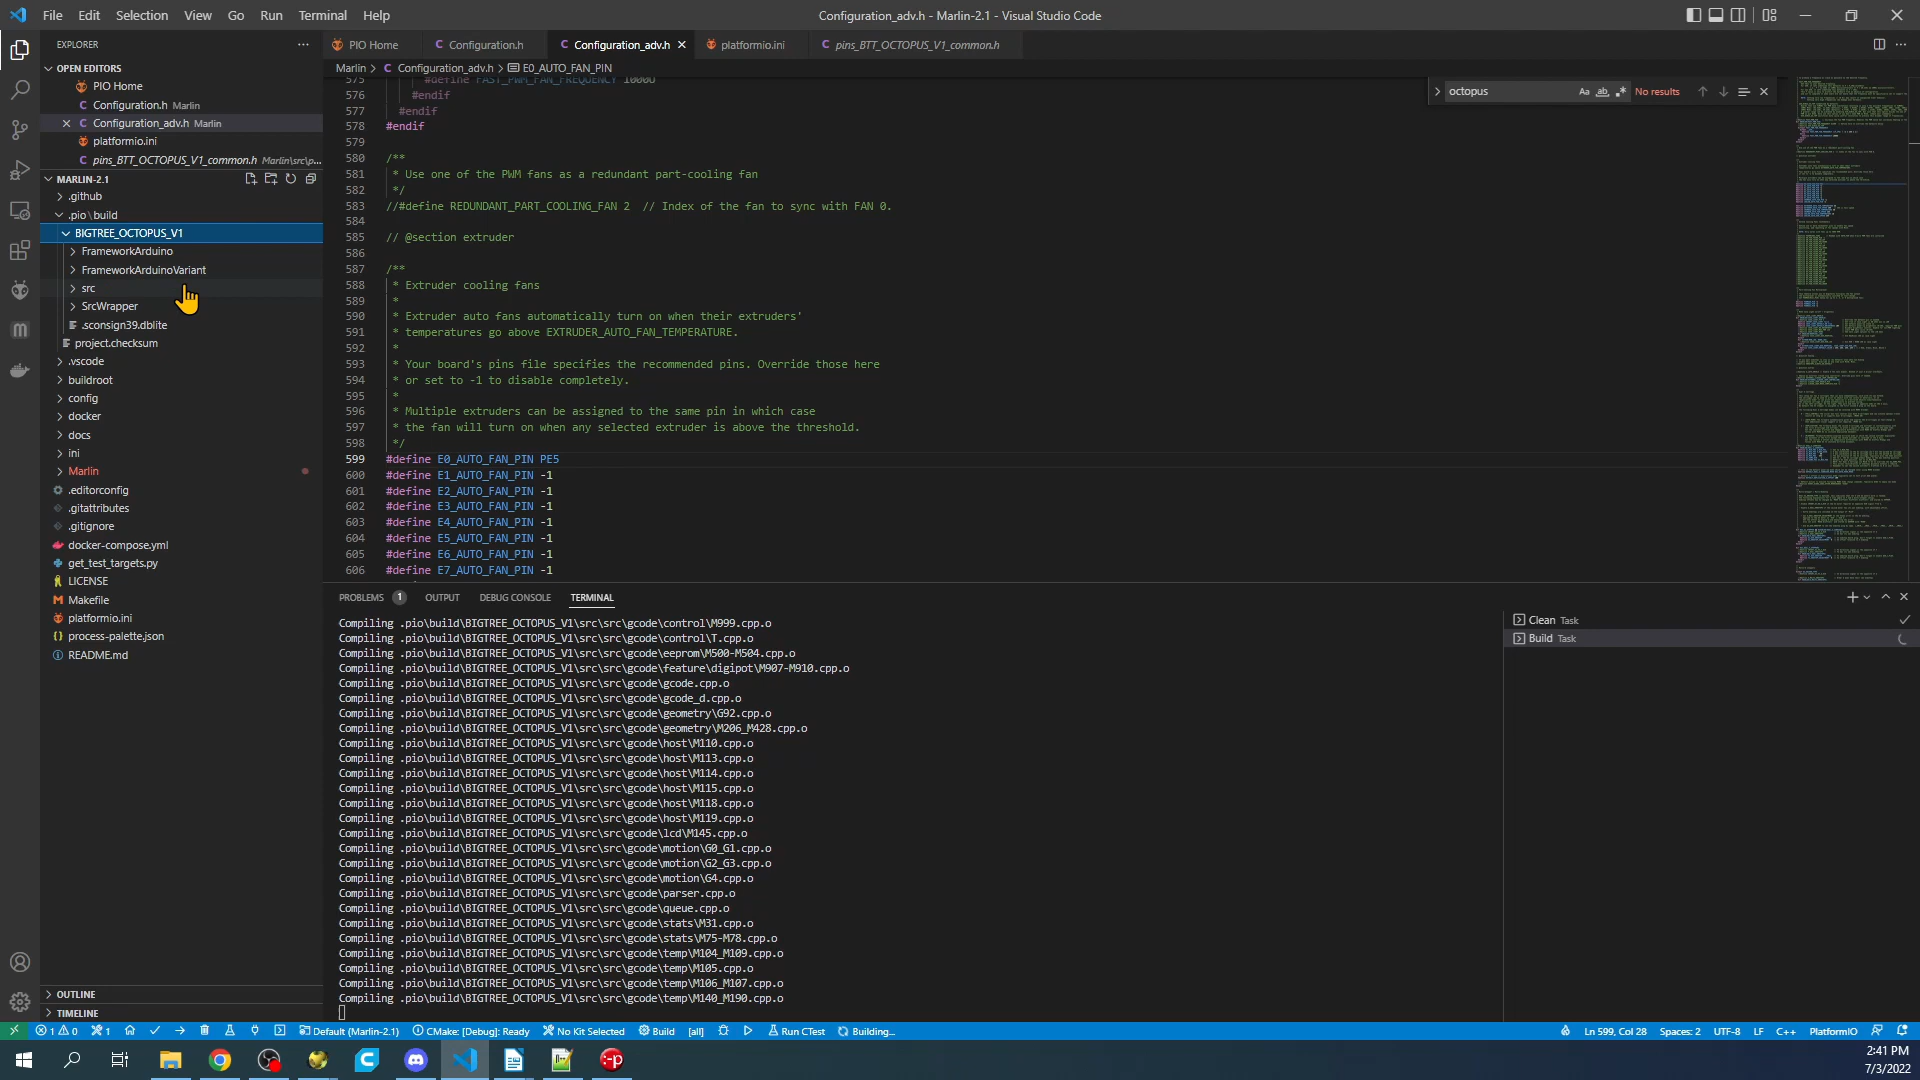 File Edit Selection View Go Run Terminal Help
Configuration_adv.h - Marlin-2.1 - Visual Studio Code
EXPLORER
PIO Home
Configuration.h
Configuration_adv.h
platformio.ini
pins_BTT_OCTOPUS_V1_common.h
OPEN EDITORS
PIO Home
Configuration.h Marlin
Configuration_adv.h Marlin
platformio.ini
pins_BTT_OCTOPUS_V1_common.h Marlin\src\p...
MARLIN-2.1
.github
.pio \ build
BIGTREE_OCTOPUS_V1
FrameworkArduino
FrameworkArduinoVariant
src
SrcWrapper
.sconsign39.dblite
project.checksum
.vscode
buildroot
config
docker
docs
ini
Marlin
.editorconfig
.gitattributes
.gitignore
docker-compose.yml
get_test_targets.py
LICENSE
Makefile
platformio.ini
process-palette.json
README.md
OUTLINE
TIMELINE
Marlin > C Configuration_adv.h > E0_AUTO_FAN_PIN
octopus
Aa ab No results
575 #define FAST_PWM_FAN_FREQUENCY 10000
576 #endif
577 #endif
578 #endif
579
580 /**
581 * Use one of the PWM fans as a redundant part-cooling fan
582 */
583 //#define REDUNDANT_PART_COOLING_FAN 2 // Index of the fan to sync with FAN 0.
584
585 // @section extruder
586
587 /**
588 * Extruder cooling fans
589 *
590 * Extruder auto fans automatically turn on when their extruders'
591 * temperatures go above EXTRUDER_AUTO_FAN_TEMPERATURE.
592 *
593 * Your board's pins file specifies the recommended pins. Override those here
594 * or set to -1 to disable completely.
595 *
596 * Multiple extruders can be assigned to the same pin in which case
597 * the fan will turn on when any selected extruder is above the threshold.
598 */
599 #define E0_AUTO_FAN_PIN PE5
600 #define E1_AUTO_FAN_PIN -1
601 #define E2_AUTO_FAN_PIN -1
602 #define E3_AUTO_FAN_PIN -1
603 #define E4_AUTO_FAN_PIN -1
604 #define E5_AUTO_FAN_PIN -1
605 #define E6_AUTO_FAN_PIN -1
606 #define E7_AUTO_FAN_PIN -1
PROBLEMS 1 OUTPUT DEBUG CONSOLE TERMINAL
Compiling .pio\build\BIGTREE_OCTOPUS_V1\src\src\gcode\control\M999.cpp.o
Compiling .pio\build\BIGTREE_OCTOPUS_V1\src\src\gcode\control\T.cpp.o
Compiling .pio\build\BIGTREE_OCTOPUS_V1\src\src\gcode\eeprom\M500-M504.cpp.o
Compiling .pio\build\BIGTREE_OCTOPUS_V1\src\src\gcode\feature\digipot\M907-M910.cpp.o
Compiling .pio\build\BIGTREE_OCTOPUS_V1\src\src\gcode\gcode.cpp.o
Compiling .pio\build\BIGTREE_OCTOPUS_V1\src\src\gcode\gcode_d.cpp.o
Compiling .pio\build\BIGTREE_OCTOPUS_V1\src\src\gcode\geometry\G92.cpp.o
Compiling .pio\build\BIGTREE_OCTOPUS_V1\src\src\gcode\geometry\M206_M428.cpp.o
Compiling .pio\build\BIGTREE_OCTOPUS_V1\src\src\gcode\host\M110.cpp.o
Compiling .pio\build\BIGTREE_OCTOPUS_V1\src\src\gcode\host\M113.cpp.o
Compiling .pio\build\BIGTREE_OCTOPUS_V1\src\src\gcode\host\M114.cpp.o
Compiling .pio\build\BIGTREE_OCTOPUS_V1\src\src\gcode\host\M115.cpp.o
Compiling .pio\build\BIGTREE_OCTOPUS_V1\src\src\gcode\host\M118.cpp.o
Compiling .pio\build\BIGTREE_OCTOPUS_V1\src\src\gcode\host\M119.cpp.o
Compiling .pio\build\BIGTREE_OCTOPUS_V1\src\src\gcode\lcd\M145.cpp.o
Compiling .pio\build\BIGTREE_OCTOPUS_V1\src\src\gcode\motion\G0_G1.cpp.o
Compiling .pio\build\BIGTREE_OCTOPUS_V1\src\src\gcode\motion\G2_G3.cpp.o
Compiling .pio\build\BIGTREE_OCTOPUS_V1\src\src\gcode\motion\G4.cpp.o
Compiling .pio\build\BIGTREE_OCTOPUS_V1\src\src\gcode\parser.cpp.o
Compiling .pio\build\BIGTREE_OCTOPUS_V1\src\src\gcode\queue.cpp.o
Compiling .pio\build\BIGTREE_OCTOPUS_V1\src\src\gcode\stats\M31.cpp.o
Compiling .pio\build\BIGTREE_OCTOPUS_V1\src\src\gcode\stats\M75-M78.cpp.o
Compiling .pio\build\BIGTREE_OCTOPUS_V1\src\src\gcode\temp\M104_M109.cpp.o
Compiling .pio\build\BIGTREE_OCTOPUS_V1\src\src\gcode\temp\M105.cpp.o
Compiling .pio\build\BIGTREE_OCTOPUS_V1\src\src\gcode\temp\M106_M107.cpp.o
Compiling .pio\build\BIGTREE_OCTOPUS_V1\src\src\gcode\temp\M140_M190.cpp.o
Clean Task
Build Task
1 0 1 Default (Marlin-2.1) CMake: [Debug]: Ready No Kit Selected Build [all] Run CTest Building... Ln 599, Col 28 Spaces: 2 UTF-8 LF C++ PlatformIO
2:41 PM
7/3/2022